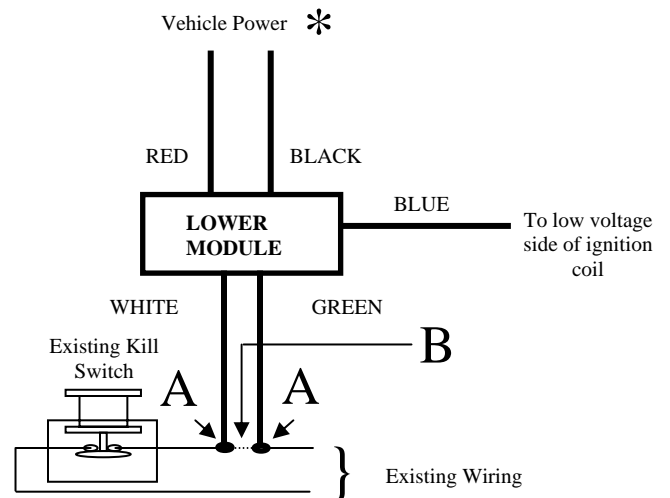 Vehicle Power *
RED
BLACK
LOWER
MODULE
BLUE
To low voltage
side of ignition
coil
WHITE
GREEN
Existing Kill
Switch
B
A
A
} Existing Wiring